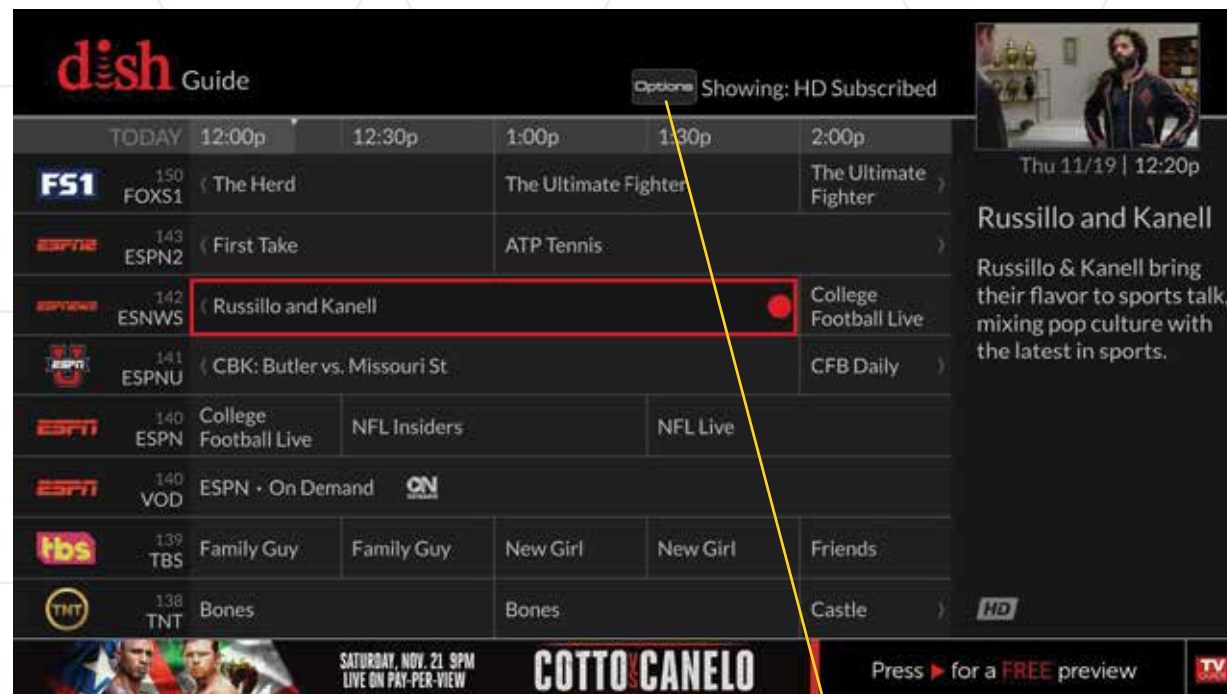 dish Guide
Options Showing: HD Subscribed
TODAY 12:00p 12:30p 1:00p 1:30p 2:00p
Thu 11/19 | 12:20p
FS1 150 FOXS1 The Herd The Ultimate Fighter The Ultimate
Fighter
Russillo and Kanell
ESPN2 143 ESPN2 First Take ATP Tennis
Russillo & Kanell bring
their flavor to sports talk,
mixing pop culture with
the latest in sports.
ESPNEWS 142 ESNWS Russillo and Kanell College
Football Live
ESPN U 141 ESPNU CBK: Butler vs. Missouri St CFB Daily
ESPN 140 ESPN College
Football Live NFL Insiders NFL Live
ESPN 140 VOD ESPN • On Demand ON DEMAND
tbs 139 TBS Family Guy Family Guy New Girl New Girl Friends
TNT 138 TNT Bones Bones Castle
HD
SATURDAY, NOV. 21 9PM
LIVE ON PAY-PER-VIEW
COTTO VS CANELO
Press for a FREE preview
TV